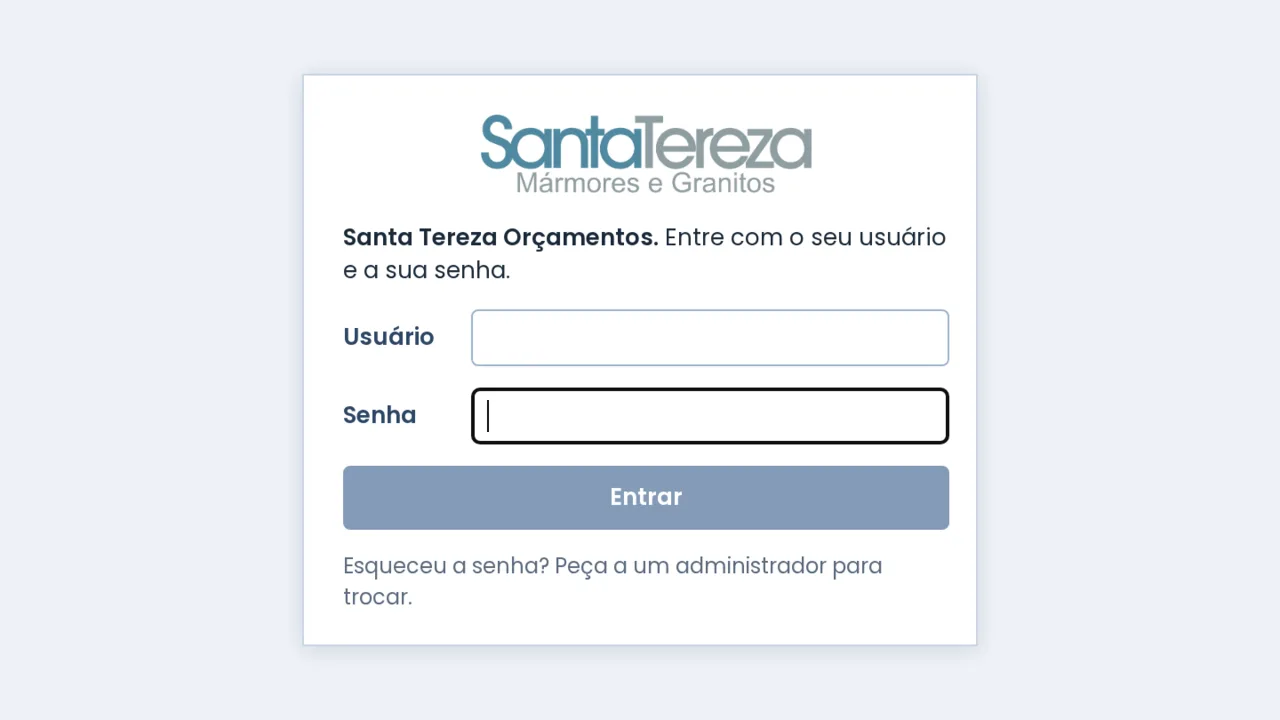 SantaTereza
Mármores e Granitos
Santa Tereza Orçamentos. Entre com o seu usuário
e a sua senha.
Usuário
Senha
Entrar
Esqueceu a senha? Peça a um administrador para
trocar.